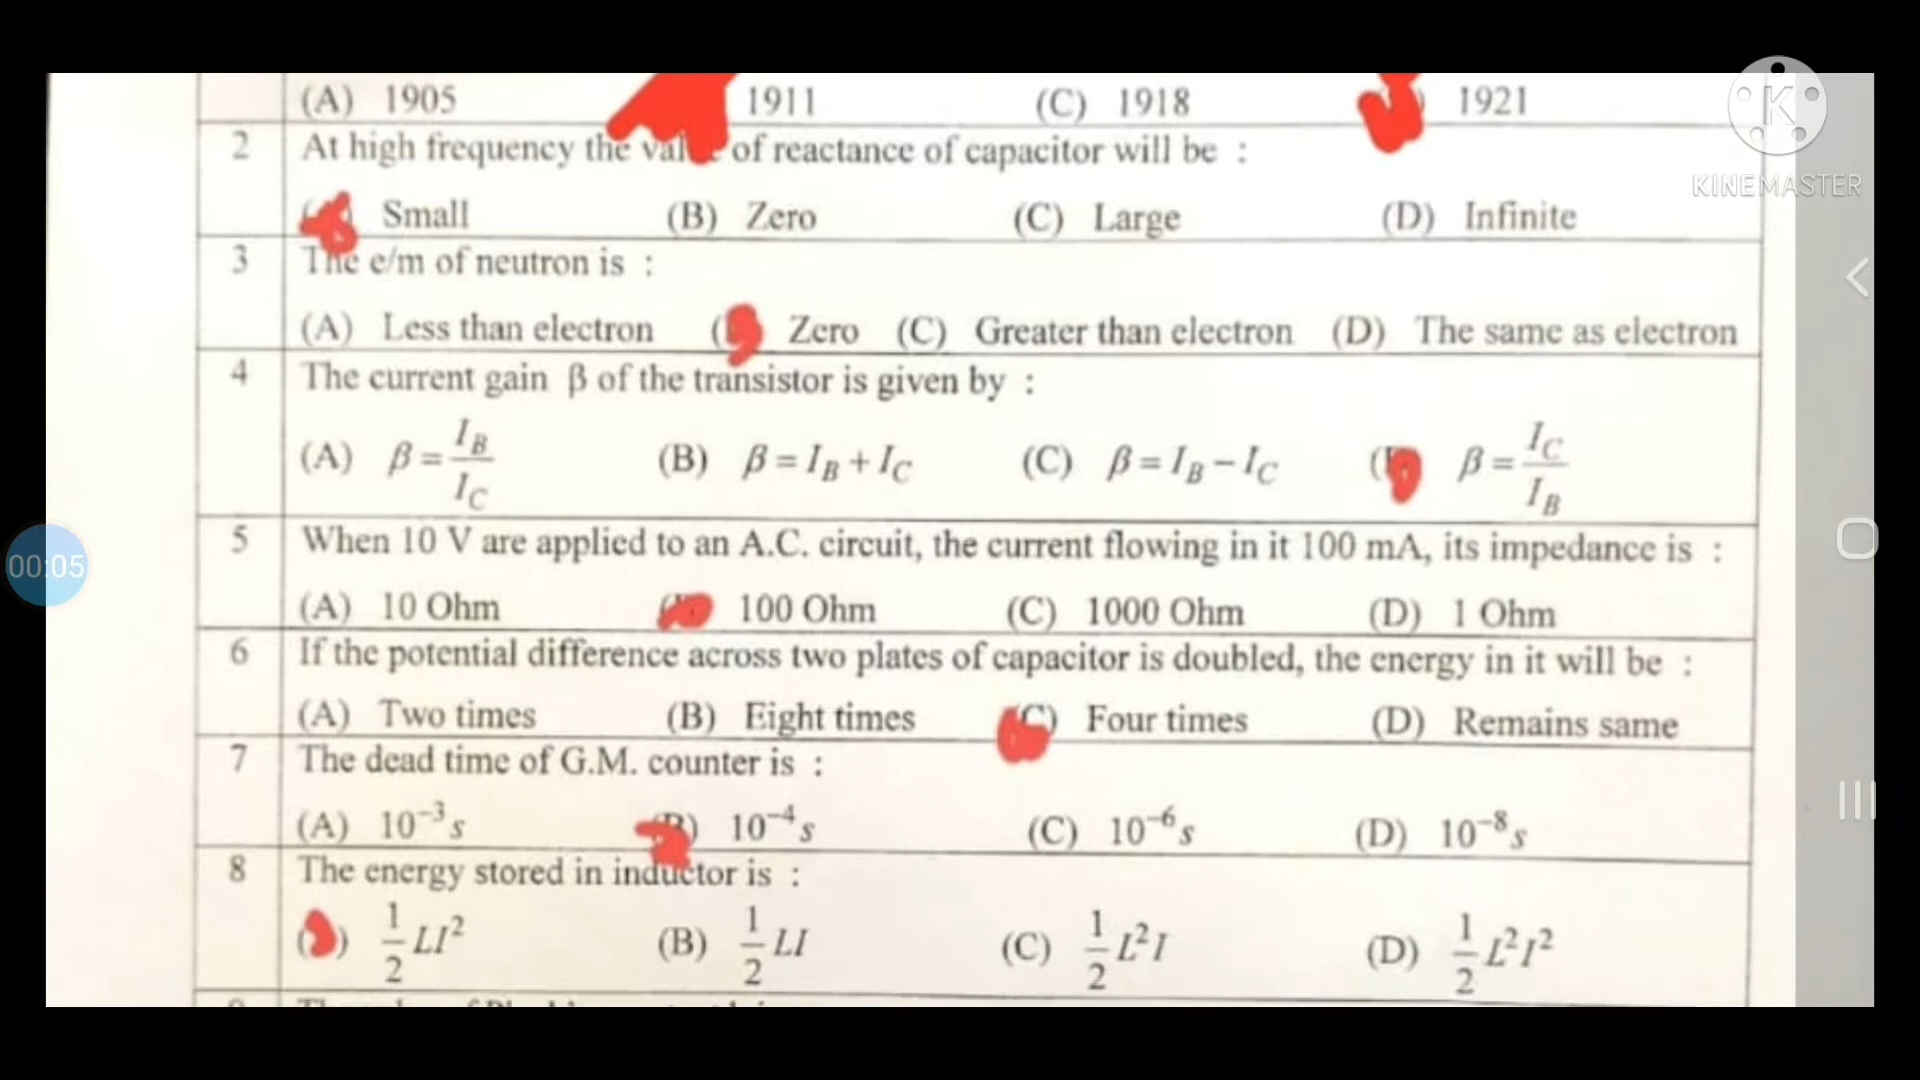 (A) 1905 1911 (C) 1918 1921
2 At high frequency the value of reactance of capacitor will be :
Small (B) Zero (C) Large (D) Infinite
3 The e/m of neutron is :
(A) Less than electron ( Zero (C) Greater than electron (D) The same as electron
4 The current gain β of the transistor is given by :
(A) β = I_B / I_C (B) β = I_B + I_C (C) β = I_B − I_C ( β = I_C / I_B
5 When 10 V are applied to an A.C. circuit, the current flowing in it 100 mA, its impedance is :
(A) 10 Ohm 100 Ohm (C) 1000 Ohm (D) 1 Ohm
6 If the potential difference across two plates of capacitor is doubled, the energy in it will be :
(A) Two times (B) Eight times (C) Four times (D) Remains same
7 The dead time of G.M. counter is :
(A) 10⁻³s (B) 10⁻⁴s (C) 10⁻⁶s (D) 10⁻⁸s
8 The energy stored in inductor is :
( ) 1/2 LI² (B) 1/2 LI (C) 1/2 L²I (D) 1/2 L²I²
K
KINEMASTER
00:05